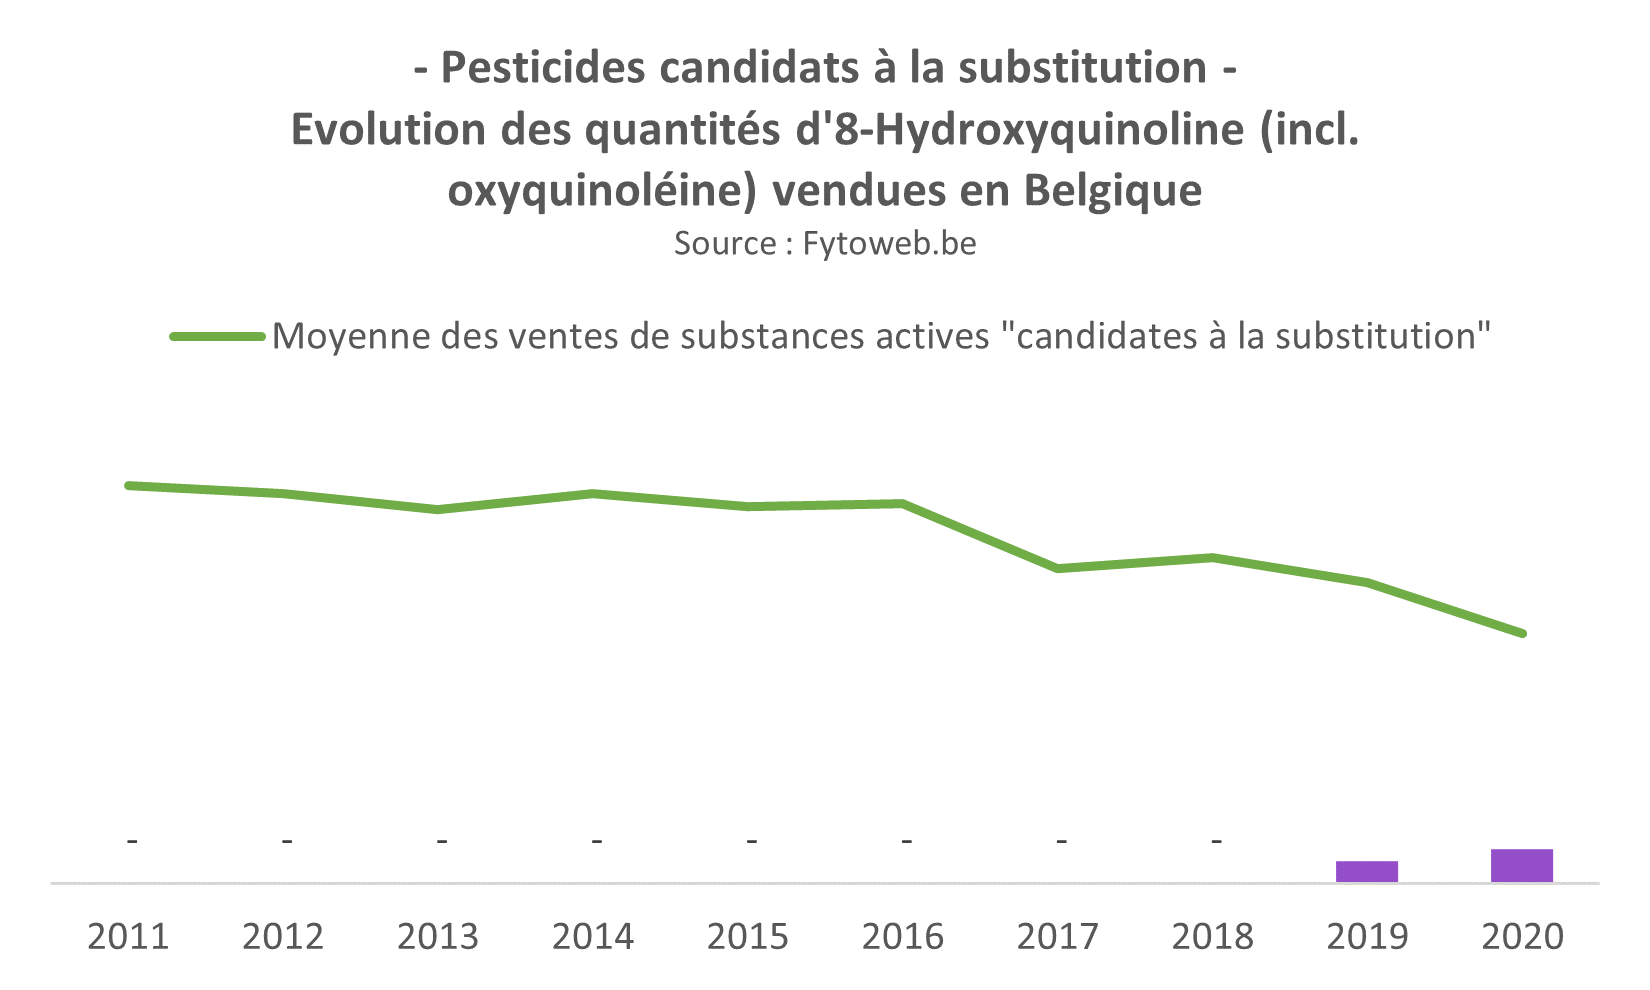 - Pesticides candidats à la substitution -
Evolution des quantités d'8-Hydroxyquinoline (incl.
oxyquinoléine) vendues en Belgique
Source : Fytoweb.be
Moyenne des ventes de substances actives "candidates à la substitution"
- - - - - - - -
2011 2012 2013 2014 2015 2016 2017 2018 2019 2020